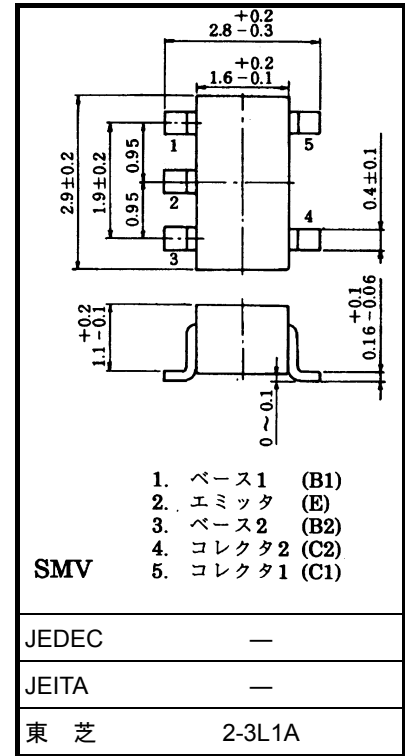 +0.2
2.8-0.3
+0.2
1.6-0.1
2.9±0.2
1.9±0.2
0.95
0.95
1
2
3
5
4
0.4±0.1
+0.2
1.1-0.1
+0.1
0.16-0.06
0～0.1
1. ベース1 (B1)
2. エミッタ (E)
3. ベース2 (B2)
4. コレクタ2 (C2)
5. コレクタ1 (C1)
SMV
JEDEC —
JEITA —
東 芝 2-3L1A